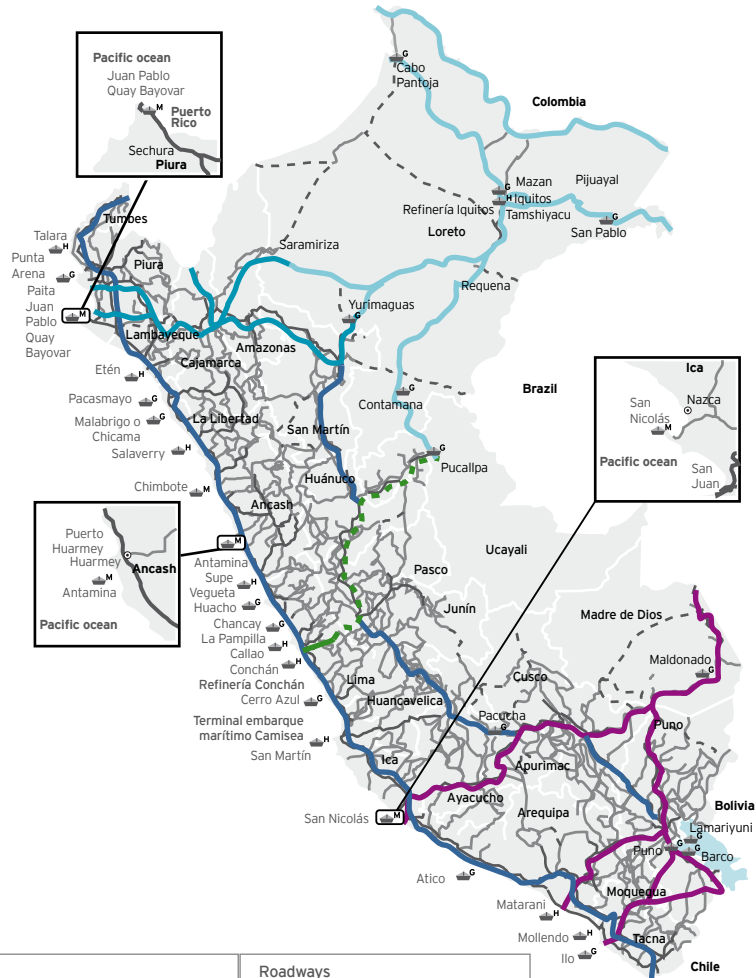 Pacific ocean
Juan Pablo
Quay Bayovar
M
Puerto
Rico
Sechura
Piura
G
Cabo
Pantoja
Colombia
G
Mazan
H
Iquitos
Refinería Iquitos
Tamshiyacu
Pijuayal
G
San Pablo
Loreto
Tumbes
Talara
H
Punta
Arena
G
Paita
Juan
Pablo
M
Quay
Bayovar
Piura
Saramiriza
Requena
Yurimaguas
G
Lambayeque
Amazonas
Cajamarca
Etén
H
Pacasmayo
G
Malabrigo o
G
Chicama
Salaverry
H
La Libertad
San Martín
Contamana
G
Brazil
Chimbote
M
Huánuco
G
Pucallpa
Ancash
Ica
San
Nicolás
M
Nazca
Pacific ocean
San
Juan
Puerto
Huarmey
Huarmey
Ancash
M
Antamina
Pacific ocean
M
Antamina
Supe
H
Vegueta
Huacho
G
Chancay
G
La Pampilla
H
Callao
Conchán
H
Refinería Conchán
Cerro Azul
G
Terminal embarque
marítimo Camisea
H
San Martín
Ucayali
Pasco
Junín
Madre de Dios
Maldonado
G
Lima
Cusco
Huancavelica
Pacucha
G
Puno
Ica
Apurimac
Ayacucho
San Nicolás
M
Arequipa
Bolivia
Lamariyuni
G
Puno
G
G
Barco
Atico
G
Moquegua
Matarani
H
Mollendo
H
Ilo
G
Tacna
Chile
Roadways